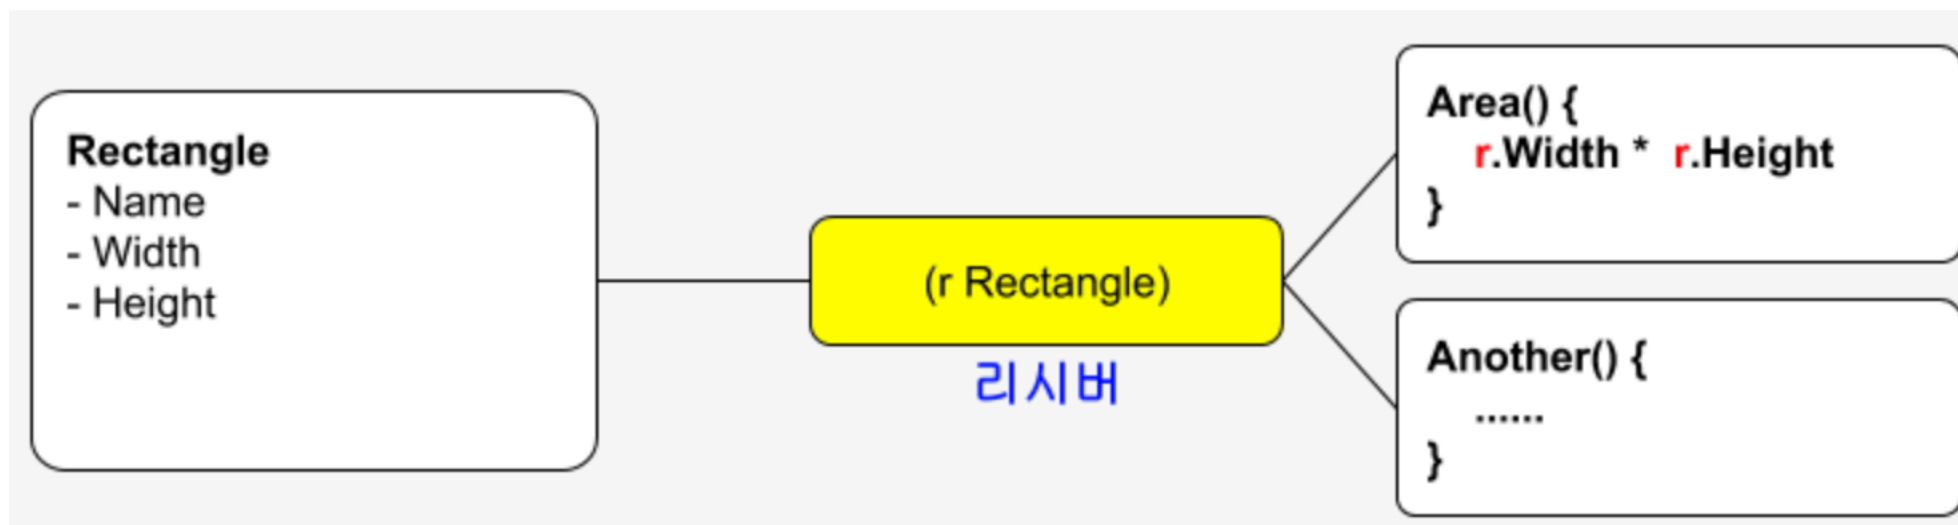 Rectangle
- Name
- Width
- Height
(r Rectangle)
리시버
Area() {
r.Width * r.Height
}
Another() {
......
}